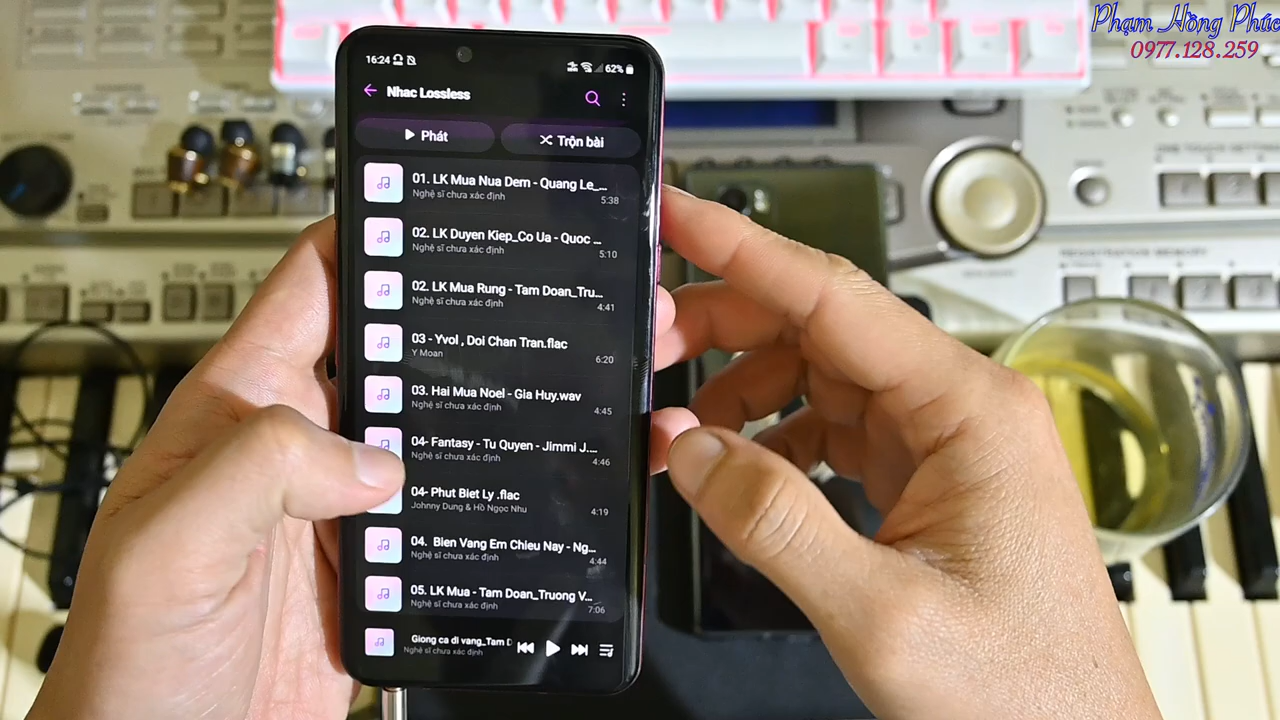 Phạm Hồng Phúc
0977.128.259
16:24
62%
Nhac Lossless
Phát
Trộn bài
01. LK Mua Nua Dem - Quang Le_...
Nghệ sĩ chưa xác định
5:38
02. LK Duyen Kiep_Co Ua - Quoc ...
Nghệ sĩ chưa xác định
5:10
02. LK Mua Rung - Tam Doan_Tru...
Nghệ sĩ chưa xác định
4:41
03 - Yvol , Doi Chan Tran.flac
Y Moan
6:20
03. Hai Mua Noel - Gia Huy.wav
Nghệ sĩ chưa xác định
4:45
04- Fantasy - Tu Quyen - Jimmi J....
Nghệ sĩ chưa xác định
4:46
04- Phut Biet Ly .flac
Johnny Dung & Hồ Ngoc Nhu
4:19
04. Bien Vang Em Chieu Nay - Ng...
Nghệ sĩ chưa xác định
4:44
05. LK Mua - Tam Doan_Truong V...
Nghệ sĩ chưa xác định
7:06
Giong ca di vang_Tam D
Nghệ sĩ chưa xác định